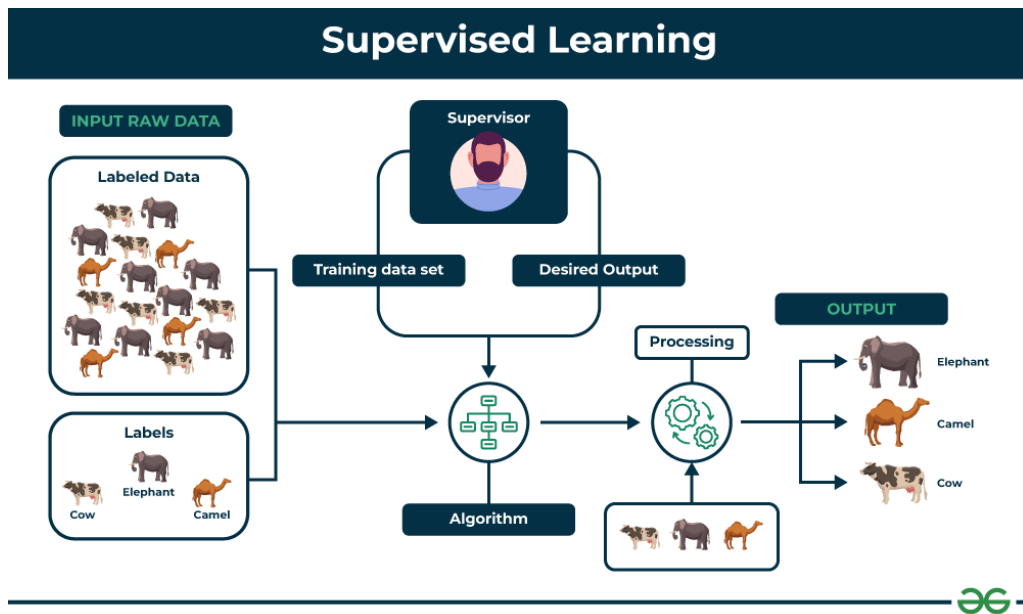 Supervised Learning
INPUT RAW DATA
Labeled Data
Labels
Cow
Elephant
Camel
Supervisor
Training data set
Desired Output
Algorithm
Processing
OUTPUT
Elephant
Camel
Cow